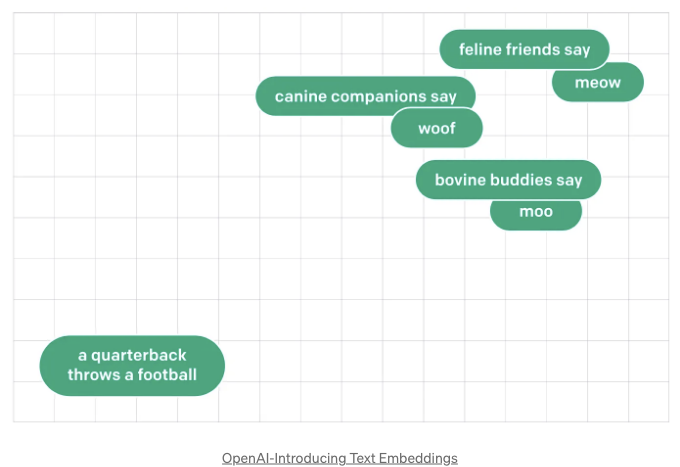 feline friends say
meow
canine companions say
woof
bovine buddies say
moo
a quarterback
throws a football
OpenAI-Introducing Text Embeddings